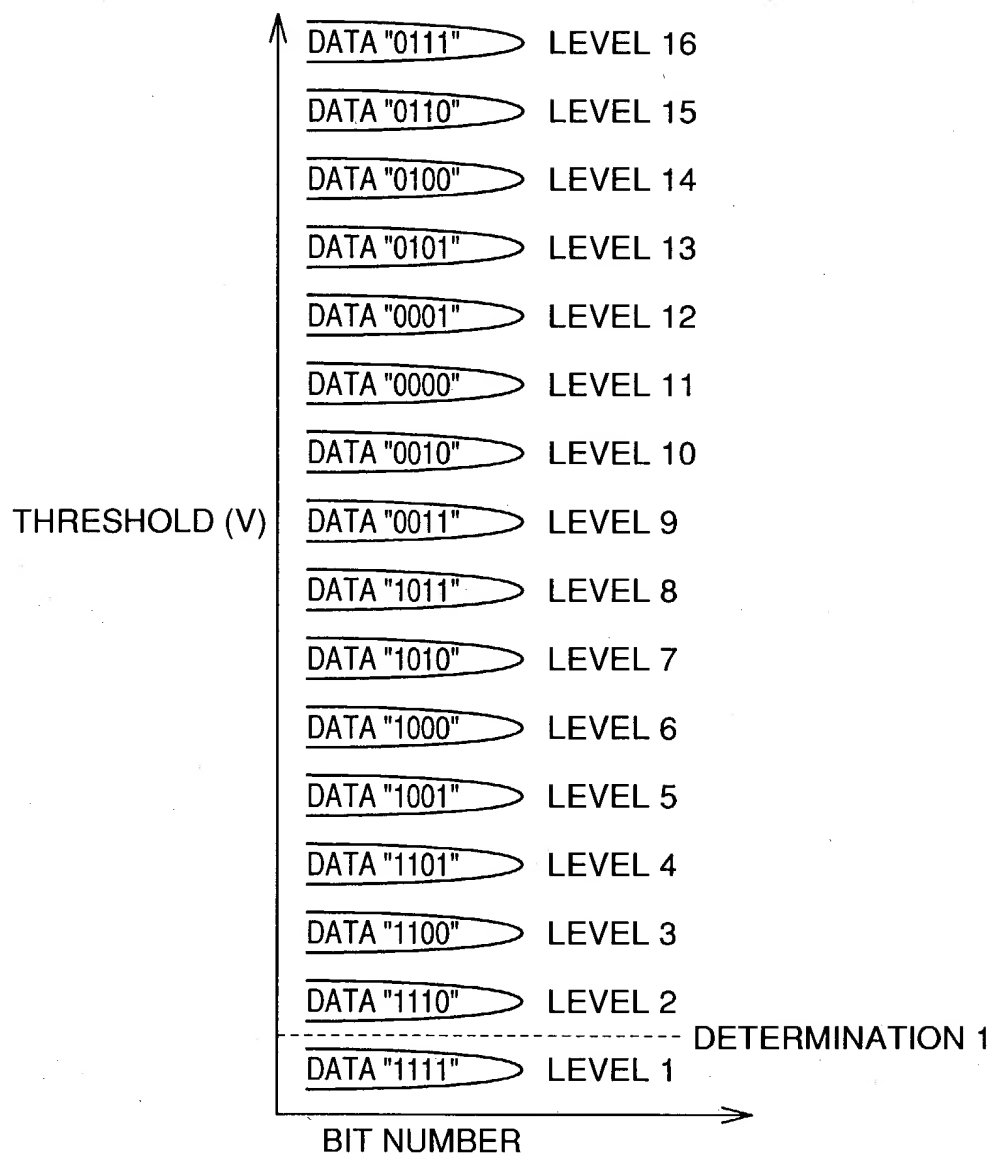 DATA "0111" LEVEL 16
DATA "0110" LEVEL 15
DATA "0100" LEVEL 14
DATA "0101" LEVEL 13
DATA "0001" LEVEL 12
DATA "0000" LEVEL 11
DATA "0010" LEVEL 10
THRESHOLD (V) DATA "0011" LEVEL 9
DATA "1011" LEVEL 8
DATA "1010" LEVEL 7
DATA "1000" LEVEL 6
DATA "1001" LEVEL 5
DATA "1101" LEVEL 4
DATA "1100" LEVEL 3
DATA "1110" LEVEL 2
DETERMINATION 1
DATA "1111" LEVEL 1
BIT NUMBER